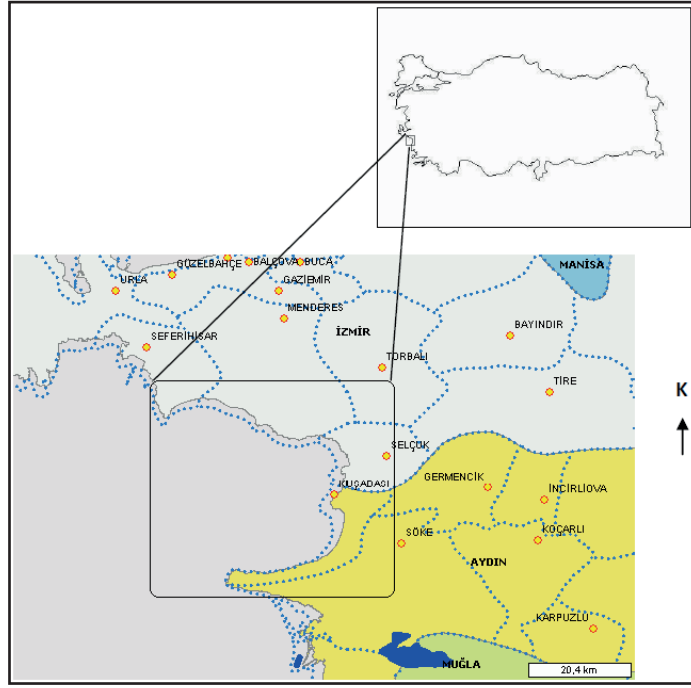 MANİSA
GÜZELBAHÇE
BALÇOVA
BUCA
URLA
GAZİEMİR
MENDERES
BAYINDIR
SEFERİHİSAR
İZMİR
TORBALI
TİRE
K
SELÇUK
KUŞADASI
GERMENCİK
İNCİRLİOVA
SÖKE
KOÇARLI
AYDIN
KARPUZLU
MUĞLA
20,4 km